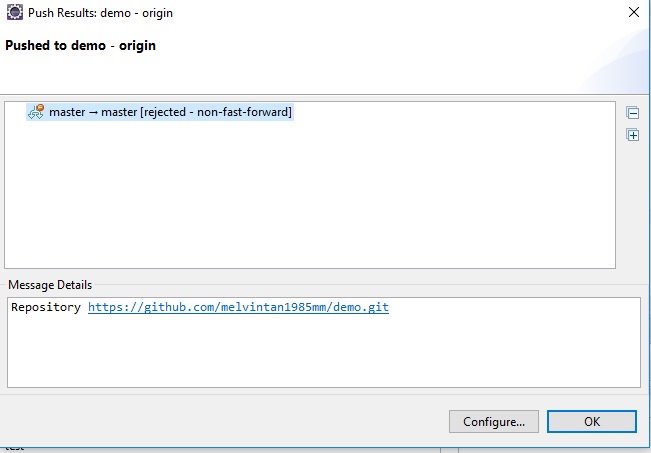 Push Results: demo - origin
Pushed to demo - origin
master → master [rejected - non-fast-forward]
Message Details
Repository https://github.com/melvintan1985mm/demo.git
Configure...
OK